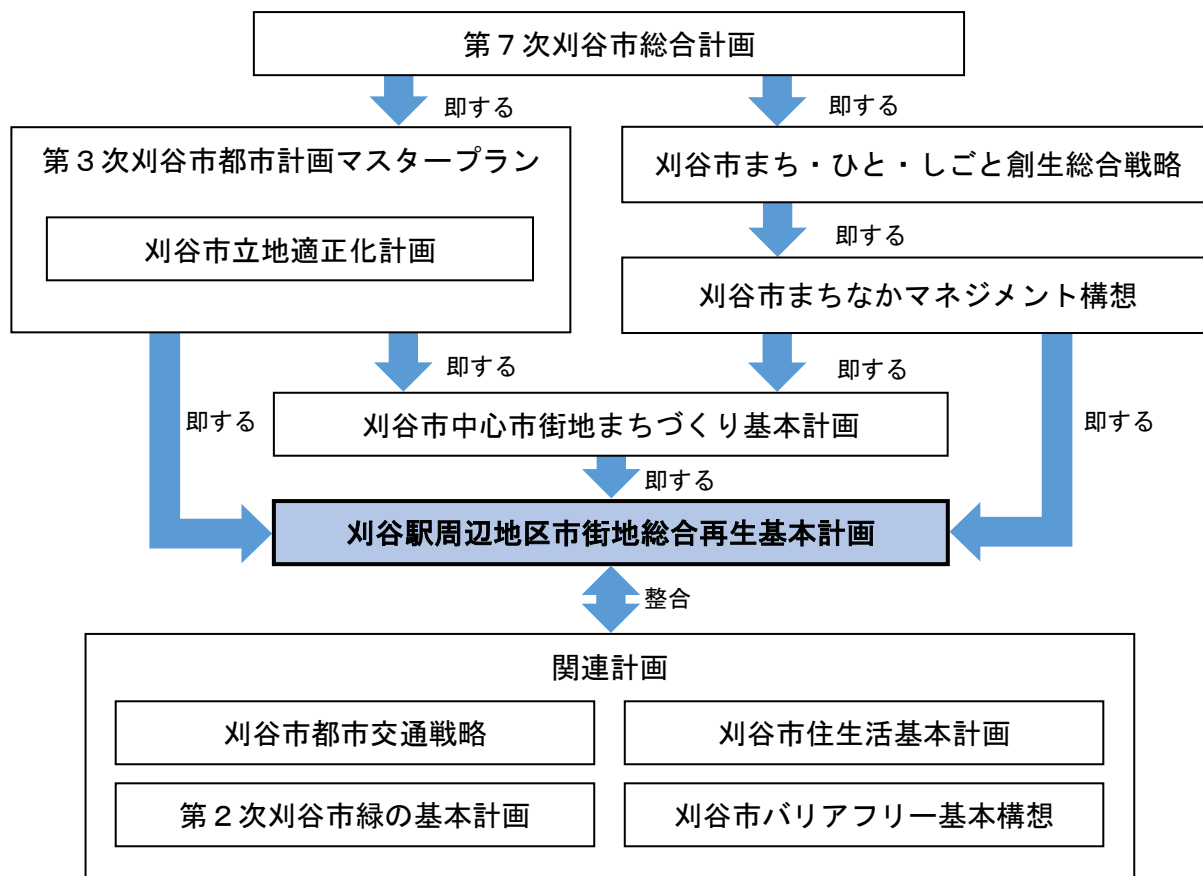 第７次刈谷市総合計画
即する
即する
第３次刈谷市都市計画マスタープラン
刈谷市まち・ひと・しごと創生総合戦略
刈谷市立地適正化計画
即する
刈谷市まちなかマネジメント構想
即する
即する
即する
即する
刈谷市中心市街地まちづくり基本計画
即する
刈谷駅周辺地区市街地総合再生基本計画
整合
関連計画
刈谷市都市交通戦略
刈谷市住生活基本計画
第２次刈谷市緑の基本計画
刈谷市バリアフリー基本構想